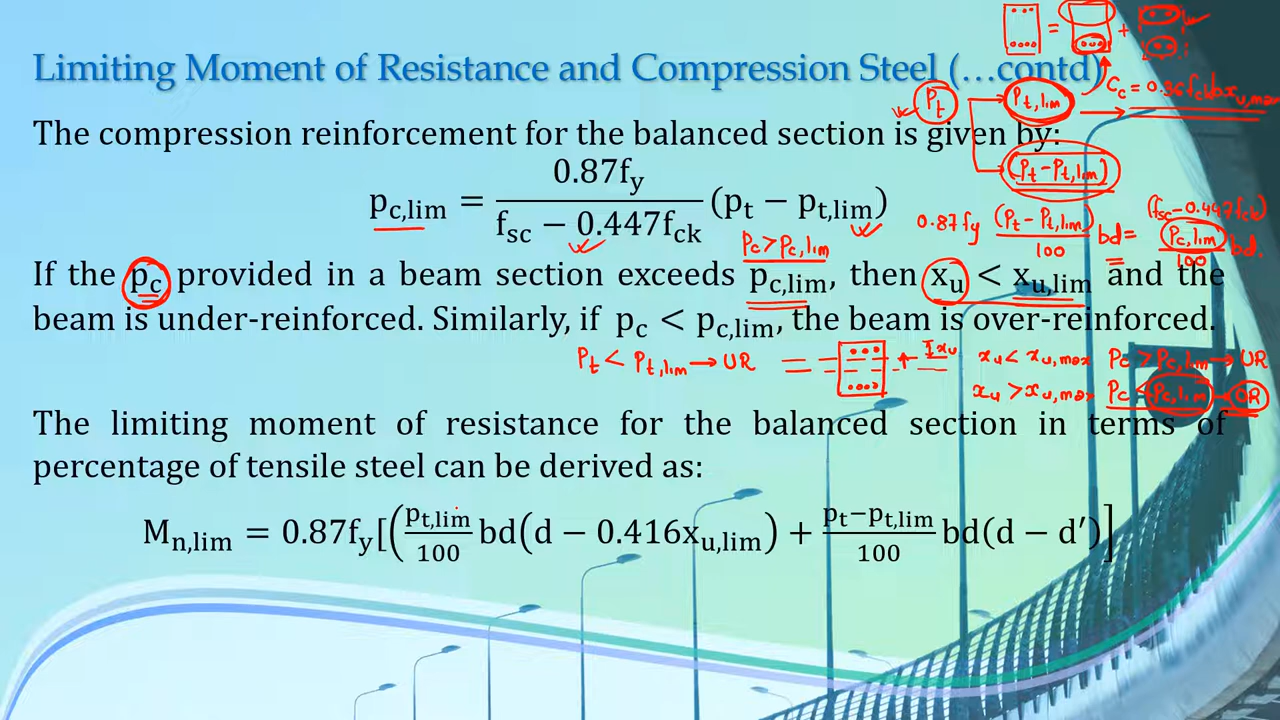 Limiting Moment of Resistance and Compression Steel (…contd)
= +
C_c = 0.36f_ck b x_u,max
P_t
P_t,lim
The compression reinforcement for the balanced section is given by:
(P_t − P_t,lim)
p_c,lim = 0.87f_y / (f_sc − 0.447f_ck) (p_t − p_t,lim)
0.87 f_y (P_t − P_t,lim)/100 bd = (f_sc − 0.447f_ck) P_c,lim/100 bd.
P_c > P_c,lim
If the p_c provided in a beam section exceeds p_c,lim, then x_u < x_u,lim and the
beam is under-reinforced. Similarly, if p_c < p_c,lim, the beam is over-reinforced.
P_t < P_t,lim → UR
x_u
x_u < x_u,max P_c > P_c,lim → UR
x_u > x_u,max P_c < P_c,lim → OR
The limiting moment of resistance for the balanced section in terms of
percentage of tensile steel can be derived as:
M_n,lim = 0.87f_y[(p_t,lim/100 bd(d − 0.416x_u,lim) + p_t−p_t,lim/100 bd(d − d′)]